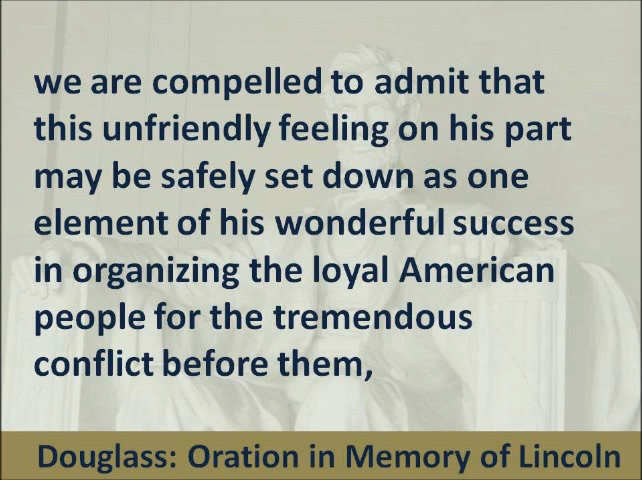 we are compelled to admit that
this unfriendly feeling on his part
may be safely set down as one
element of his wonderful success
in organizing the loyal American
people for the tremendous
conflict before them,
Douglass: Oration in Memory of Lincoln